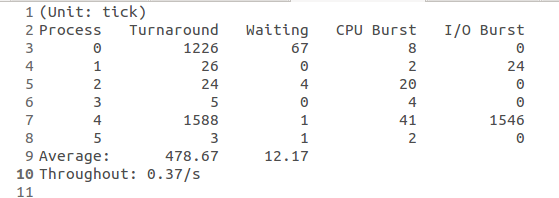 1 (Unit: tick)
2 Process Turnaround Waiting CPU Burst I/O Burst
3 0 1226 67 8 0
4 1 26 0 2 24
5 2 24 4 20 0
6 3 5 0 4 0
7 4 1588 1 41 1546
8 5 3 1 2 0
9 Average: 478.67 12.17
10 Throughout: 0.37/s
11